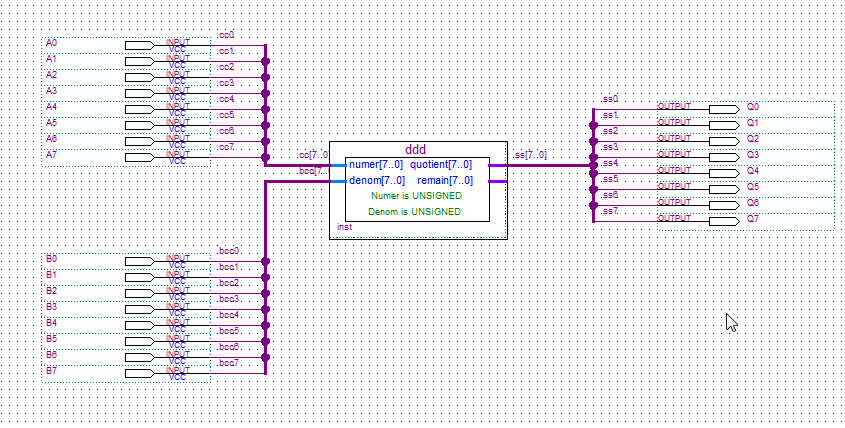 A0 INPUT VCC .cc0
A1 INPUT VCC .cc1
A2 INPUT VCC .cc2
A3 INPUT VCC .cc3
A4 INPUT VCC .cc4
A5 INPUT VCC .cc5
A6 INPUT VCC .cc6
A7 INPUT VCC .cc7
ddd
.cc[7..0]
.bcc[7..
numer[7..0] quotient[7..0]
denom[7..0] remain[7..0]
Numer is UNSIGNED
Denom is UNSIGNED
inst
.ss[7..0]
.ss0 OUTPUT Q0
.ss1 OUTPUT Q1
.ss2 OUTPUT Q2
.ss3 OUTPUT Q3
.ss4 OUTPUT Q4
.ss5 OUTPUT Q5
.ss6 OUTPUT Q6
.ss7 OUTPUT Q7
B0 INPUT VCC .bcc0
B1 INPUT VCC .bcc1
B2 INPUT VCC .bcc2
B3 INPUT VCC .bcc3
B4 INPUT VCC .bcc4
B5 INPUT VCC .bcc5
B6 INPUT VCC .bcc6
B7 INPUT VCC .bcc7